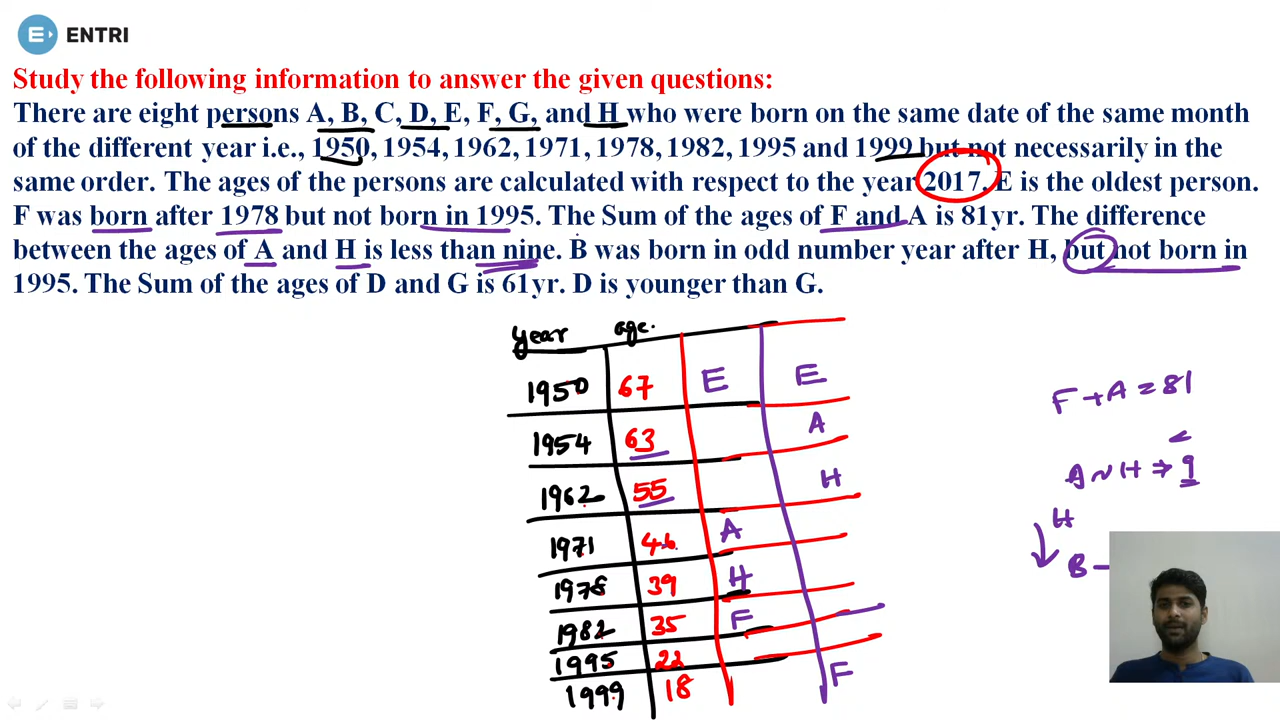 ENTRI
Study the following information to answer the given questions:
There are eight persons A, B, C, D, E, F, G, and H who were born on the same date of the same month
of the different year i.e., 1950, 1954, 1962, 1971, 1978, 1982, 1995 and 1999 but not necessarily in the
same order. The ages of the persons are calculated with respect to the year 2017. E is the oldest person.
F was born after 1978 but not born in 1995. The Sum of the ages of F and A is 81yr. The difference
between the ages of A and H is less than nine. B was born in odd number year after H, but not born in
1995. The Sum of the ages of D and G is 61yr. D is younger than G.
year age.
1950 67 E E
1954 63 A
1962 55 H
1971 46 A
1978 39 H
1982 35 F
1995 22
1999 18 F
F + A = 81
<
A ~ H ⇒ 9
H
B -